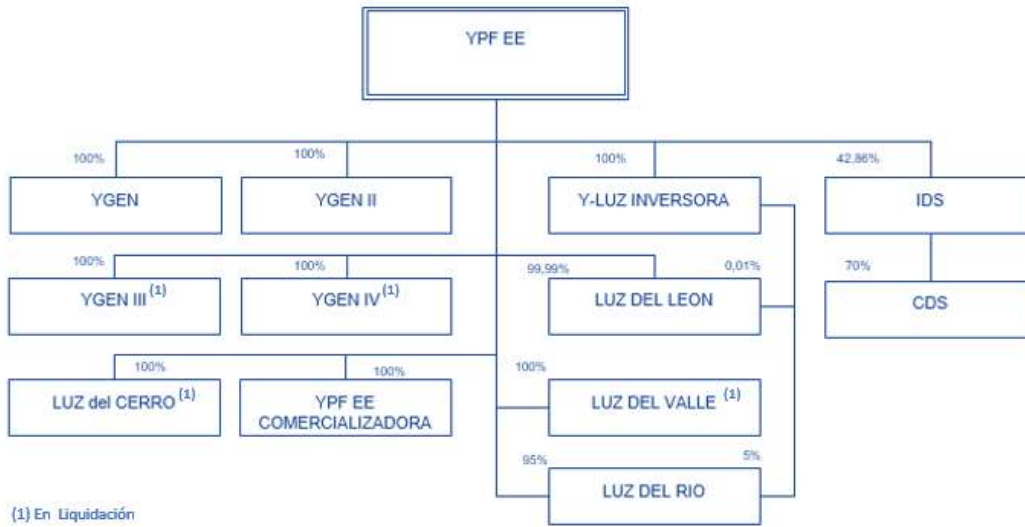 YPF EE
100%
100%
100%
42,86%
YGEN
YGEN II
Y-LUZ INVERSORA
IDS
100%
100%
99,99%
0,01%
70%
YGEN III (1)
YGEN IV (1)
LUZ DEL LEON
CDS
100%
100%
100%
LUZ del CERRO (1)
YPF EE
COMERCIALIZADORA
LUZ DEL VALLE (1)
95%
5%
LUZ DEL RIO
(1) En Liquidación